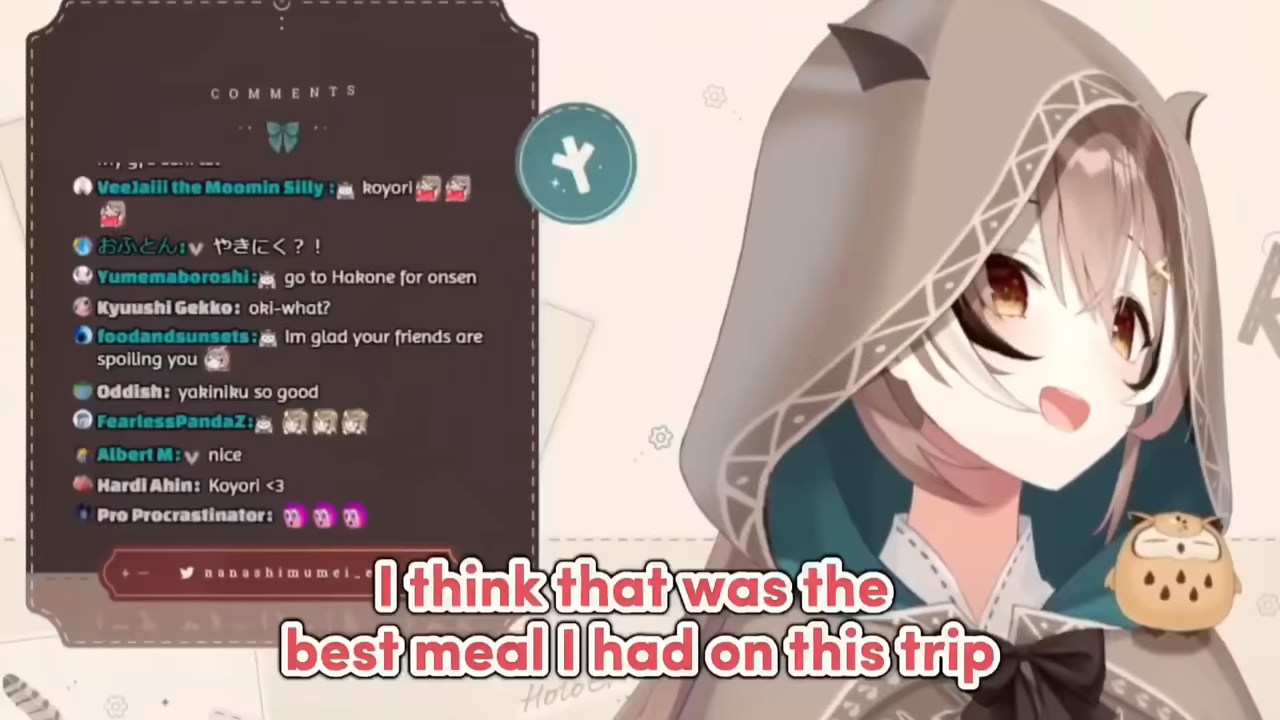 COMMENTS
VeeJaiii the Moomin Silly : koyori
おふとん: やきにく？！
Yumemaboroshi: go to Hakone for onsen
Kyuushi Gekko: oki-what?
foodandsunsets: Im glad your friends are
spoiling you
Oddish: yakiniku so good
FearlessPandaZ:
Albert M: nice
Hardi Ahin: Koyori <3
Pro Procrastinator:
nanashimumei_e
I think that was the
best meal I had on this trip